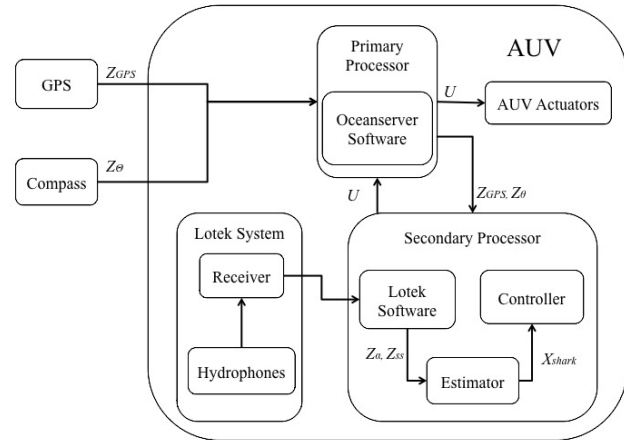 AUV
GPS
Z_GPS
Compass
Z_Θ
Primary
Processor
Oceanserver
Software
U
AUV Actuators
U
Z_GPS, Z_θ
Lotek System
Receiver
Hydrophones
Secondary Processor
Lotek
Software
Controller
Z_α, Z_ss
Estimator
X_shark